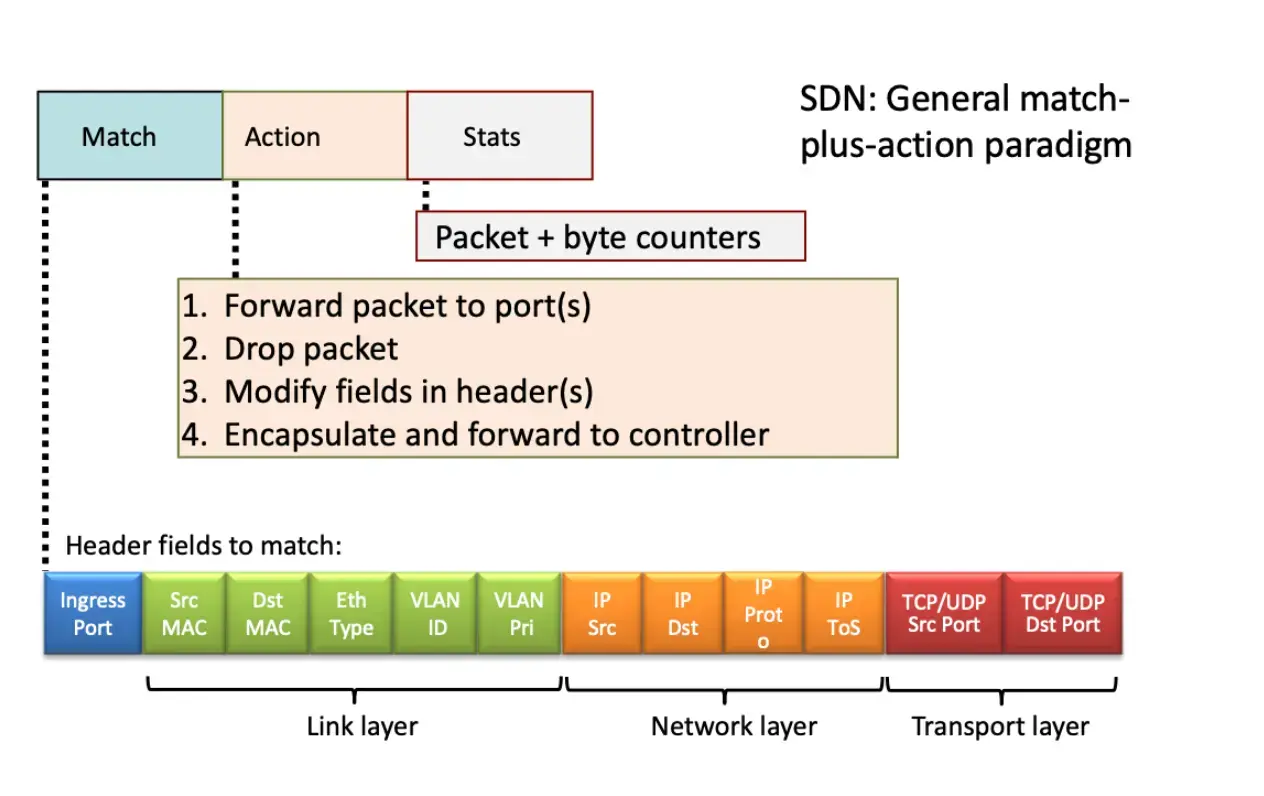 SDN: General match-
plus-action paradigm
Match
Action
Stats
Packet + byte counters
1. Forward packet to port(s)
2. Drop packet
3. Modify fields in header(s)
4. Encapsulate and forward to controller
Header fields to match:
Ingress
Port
Src
MAC
Dst
MAC
Eth
Type
VLAN
ID
VLAN
Pri
IP
Src
IP
Dst
IP
Prot
o
IP
ToS
TCP/UDP
Src Port
TCP/UDP
Dst Port
Link layer
Network layer
Transport layer